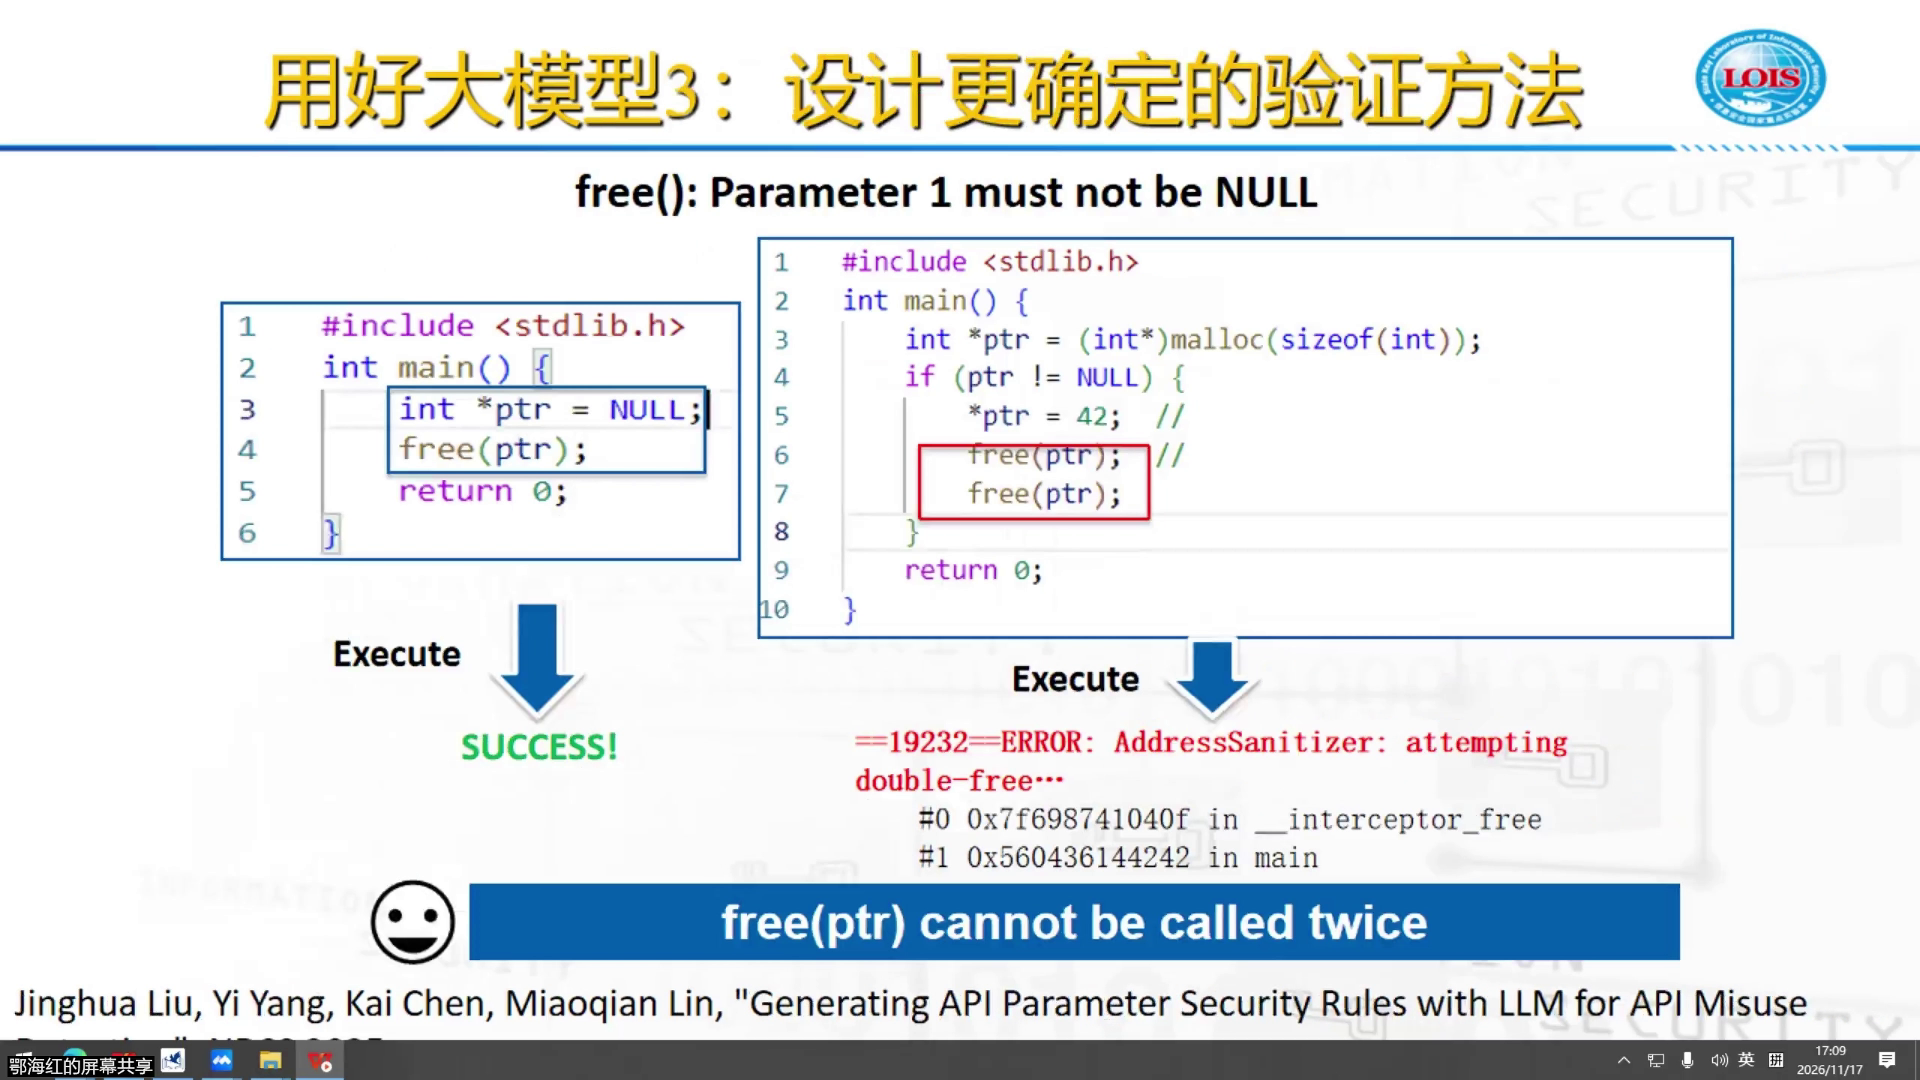 用好大模型3：设计更确定的验证方法
LOIS
free(): Parameter 1 must not be NULL
1 #include <stdlib.h>
2 int main() {
3 int *ptr = NULL;
4 free(ptr);
5 return 0;
6 }
Execute
SUCCESS!
1 #include <stdlib.h>
2 int main() {
3 int *ptr = (int*)malloc(sizeof(int));
4 if (ptr != NULL) {
5 *ptr = 42; //
6 free(ptr); //
7 free(ptr);
8 }
9 return 0;
10 }
Execute
==19232==ERROR: AddressSanitizer: attempting
double-free…
#0 0x7f698741040f in __interceptor_free
#1 0x560436144242 in main
free(ptr) cannot be called twice
Jinghua Liu, Yi Yang, Kai Chen, Miaoqian Lin, "Generating API Parameter Security Rules with LLM for API Misuse
鄂海红的屏幕共享
英
拼
17:09
2026/11/17